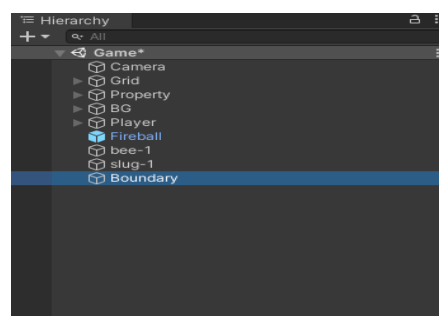 Hierarchy
All
Game*
Camera
Grid
Property
BG
Player
Fireball
bee-1
slug-1
Boundary